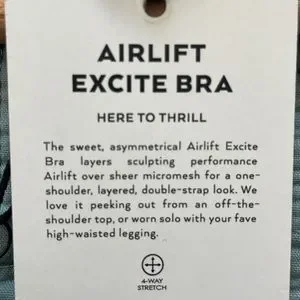 AIRLIFT
EXCITE BRA
HERE TO THRILL
The sweet, asymmetrical Airlift Excite
Bra layers sculpting performance
Airlift over sheer micromesh for a one-
shoulder, layered, double-strap look. We
love it peeking out from an off-the-
shoulder top, or worn solo with your fave
high-waisted legging.
4-WAY
STRETCH